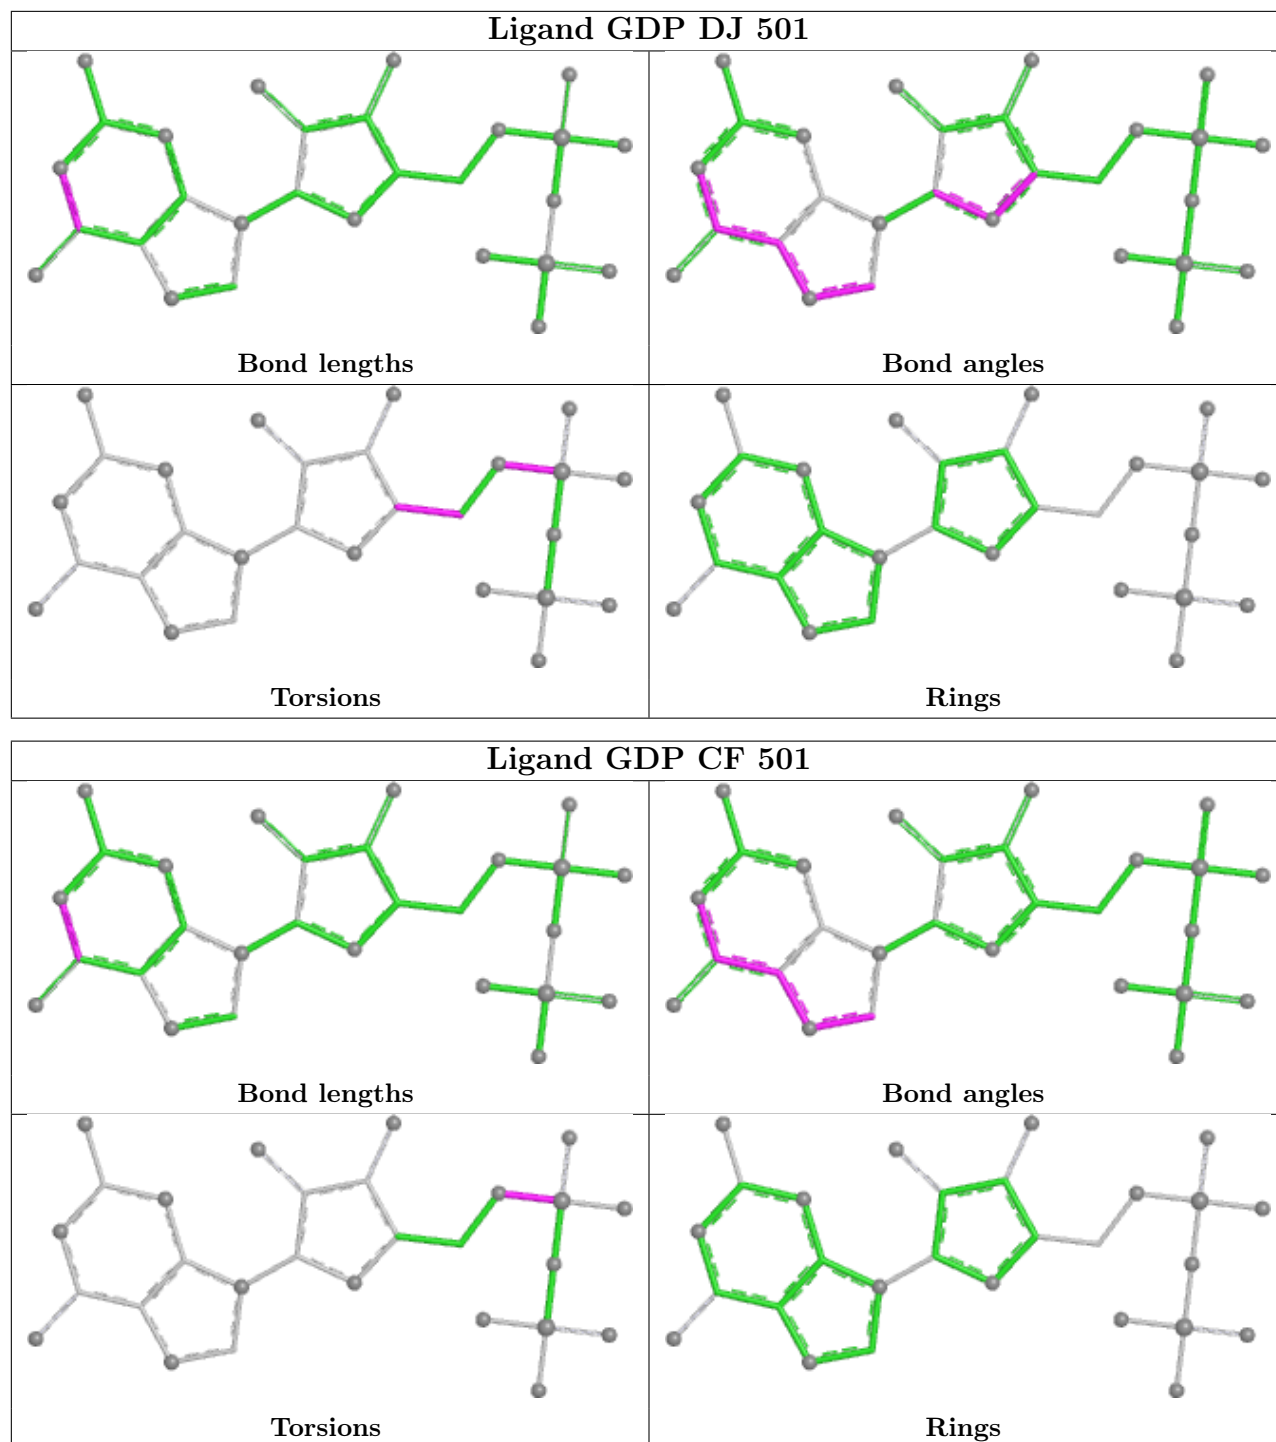 Ligand GDP DJ 501
Bond lengths
Bond angles
Torsions
Rings
Ligand GDP CF 501
Bond lengths
Bond angles
Torsions
Rings